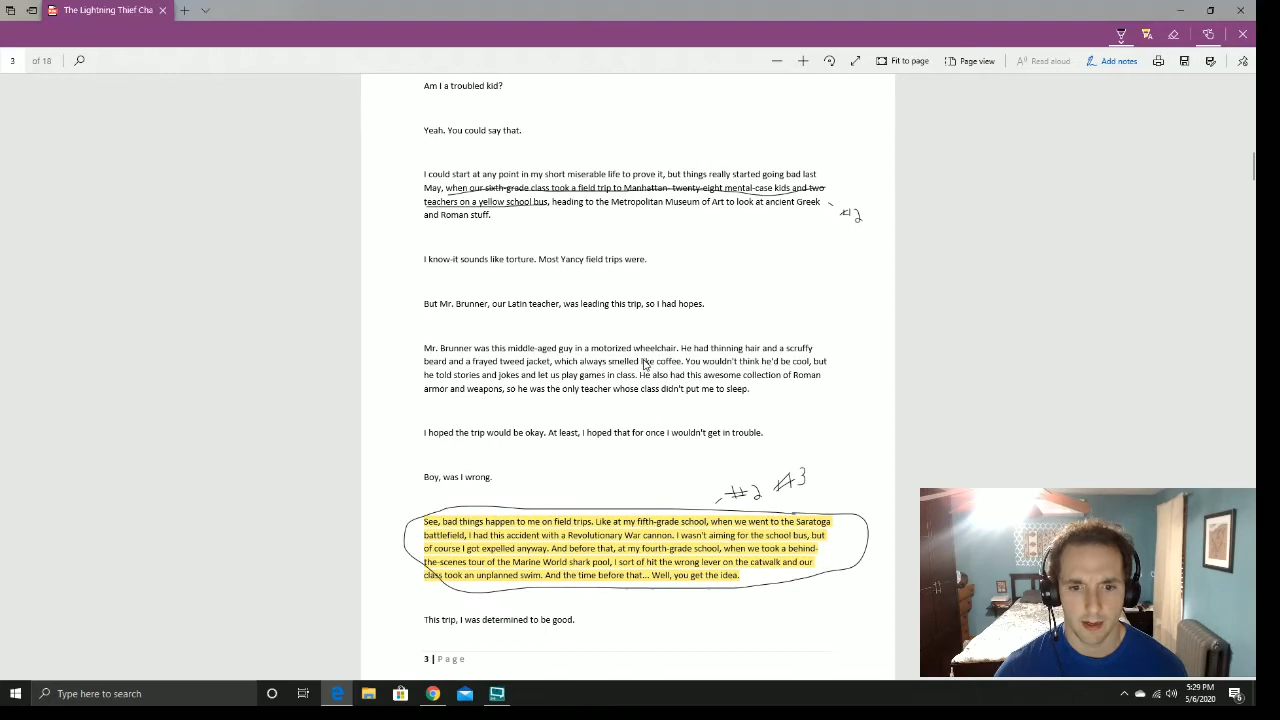 The Lightning Thief Cha
3 of 18
Fit to page
Page view
Read aloud
Add notes
Am I a troubled kid?
Yeah. You could say that.
I could start at any point in my short miserable life to prove it, but things really started going bad last
May, when our sixth-grade class took a field trip to Manhattan- twenty-eight mental-case kids and two
teachers on a yellow school bus, heading to the Metropolitan Museum of Art to look at ancient Greek
and Roman stuff.
#2
I know-it sounds like torture. Most Yancy field trips were.
But Mr. Brunner, our Latin teacher, was leading this trip, so I had hopes.
Mr. Brunner was this middle-aged guy in a motorized wheelchair. He had thinning hair and a scruffy
beard and a frayed tweed jacket, which always smelled like coffee. You wouldn't think he'd be cool, but
he told stories and jokes and let us play games in class. He also had this awesome collection of Roman
armor and weapons, so he was the only teacher whose class didn't put me to sleep.
I hoped the trip would be okay. At least, I hoped that for once I wouldn't get in trouble.
Boy, was I wrong.
#2 #3
See, bad things happen to me on field trips. Like at my fifth-grade school, when we went to the Saratoga
battlefield, I had this accident with a Revolutionary War cannon. I wasn't aiming for the school bus, but
of course I got expelled anyway. And before that, at my fourth-grade school, when we took a behind-
the-scenes tour of the Marine World shark pool, I sort of hit the wrong lever on the catwalk and our
class took an unplanned swim. And the time before that... Well, you get the idea.
This trip, I was determined to be good.
3 | Page
Type here to search
5:29 PM
5/6/2020